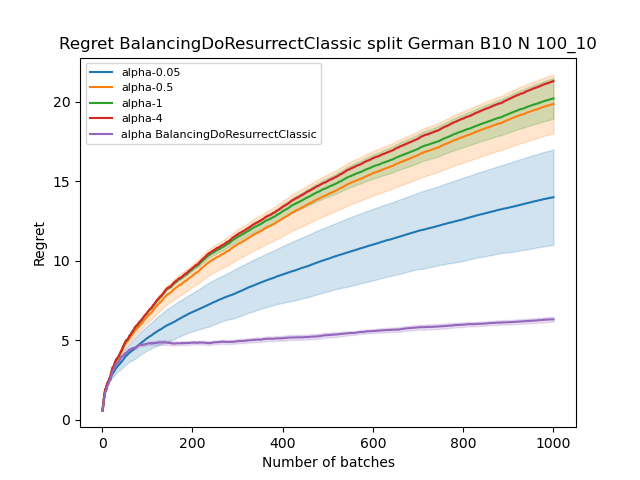 Regret BalancingDoResurrectClassic split German B10 N 100_10
alpha-0.05
alpha-0.5
alpha-1
alpha-4
alpha BalancingDoResurrectClassic
Regret
20
15
10
5
0
0 200 400 600 800 1000
Number of batches